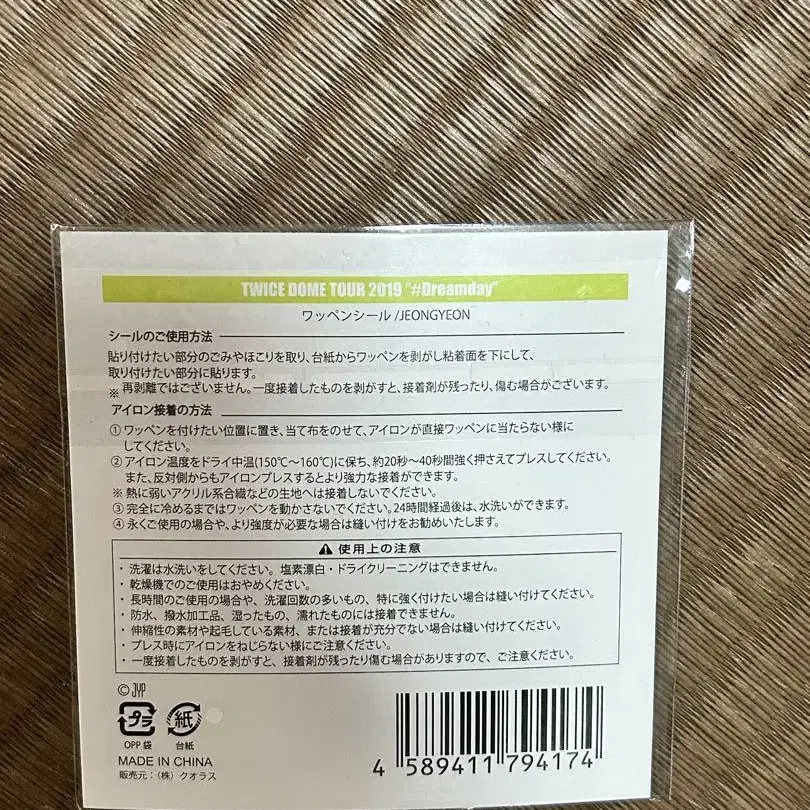 TWICE DOME TOUR 2019 "#Dreamday"
ワッペンシール /JEONGYEON
シールのご使用方法
貼り付けたい部分のごみやほこりを取り、台紙からワッペンを剥がし粘着面を下にして、
取り付けたい部分に貼ります。
※ 再剥離ではございません。一度接着したものを剥がすと、接着剤が残ったり、傷む場合がございます。
アイロン接着の方法
① ワッペンを付けたい位置に置き、当て布をのせて、アイロンが直接ワッペンに当たらない様に
してください。
② アイロン温度をドライ中温(150℃〜160℃)に保ち、約20秒〜40秒間強く押さえてプレスしてください。
また、反対側からもアイロンプレスするとより強力な接着ができます。
※ 熱に弱いアクリル系合繊などの生地へは接着しないでください。
③ 完全に冷めるまではワッペンを動かさないでください。24時間経過後は、水洗いができます。
④ 永くご使用の場合や、より強度が必要な場合は縫い付けをお勧めいたします。
⚠ 使用上の注意
・ 洗濯は水洗いをしてください。塩素漂白・ドライクリーニングはできません。
・ 乾燥機でのご使用はおやめください。
・ 長時間のご使用の場合や、洗濯回数の多いもの、特に強く付けたい場合は縫い付けてください。
・ 防水、撥水加工品、湿ったもの、濡れたものには接着できません。
・ 伸縮性の素材や起毛している素材、または接着が充分でない場合は縫い付けてください。
・ プレス時にアイロンをねじらない様にご注意ください。
・ 一度接着したものを剥がすと、接着剤が残ったり傷む場合がありますので、ご注意ください。
© JYP
プラ 紙
OPP 袋 台紙
MADE IN CHINA
販売元：（株）クオラス
4 589411 794174